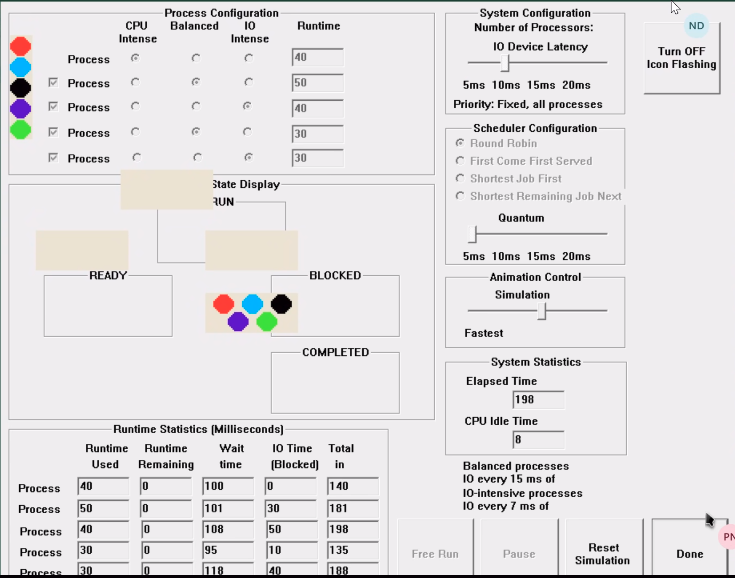 Process Configuration
CPU Intense
Balanced
IO Intense
Runtime
Process 40
Process 50
Process 40
Process 30
Process 30
System Configuration
Number of Processors:
IO Device Latency
5ms 10ms 15ms 20ms
Priority: Fixed, all processes
ND
Turn OFF
Icon Flashing
Scheduler Configuration
Round Robin
First Come First Served
Shortest Job First
Shortest Remaining Job Next
Quantum
5ms 10ms 15ms 20ms
State Display
RUN
READY
BLOCKED
COMPLETED
Animation Control
Simulation
Fastest
System Statistics
Elapsed Time
198
CPU Idle Time
8
Balanced processes
IO every 15 ms of
IO-intensive processes
IO every 7 ms of
Runtime Statistics (Milliseconds)
Runtime Used
Runtime Remaining
Wait time
IO Time (Blocked)
Total in
Process 40 0 100 0 140
Process 50 0 101 30 181
Process 40 0 108 50 198
Process 30 0 95 10 135
Process 30 0 118 40 188
Free Run
Pause
Reset
Simulation
Done
PN